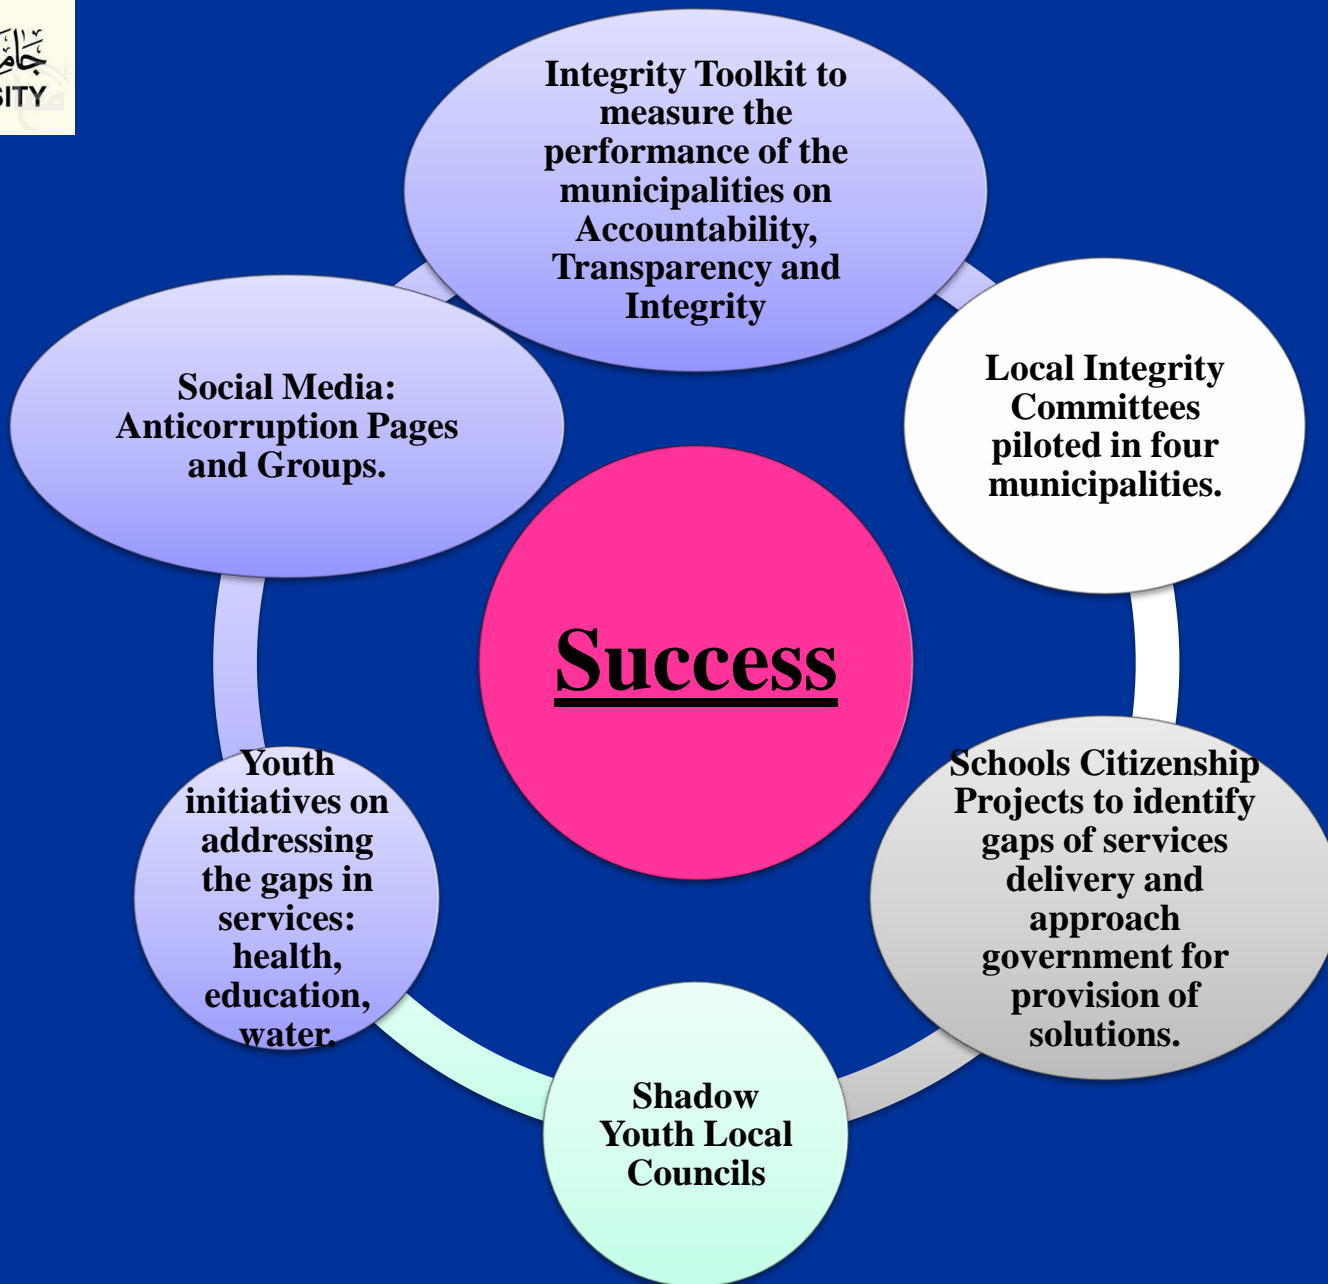 Integrity Toolkit to
measure the
performance of the
municipalities on
Accountability,
Transparency and
Integrity
Local Integrity
Committees
piloted in four
municipalities.
Schools Citizenship
Projects to identify
gaps of services
delivery and
approach
government for
provision of
solutions.
Shadow
Youth Local
Councils
Youth
initiatives on
addressing
the gaps in
services:
health,
education,
water.
Social Media:
Anticorruption Pages
and Groups.
Success